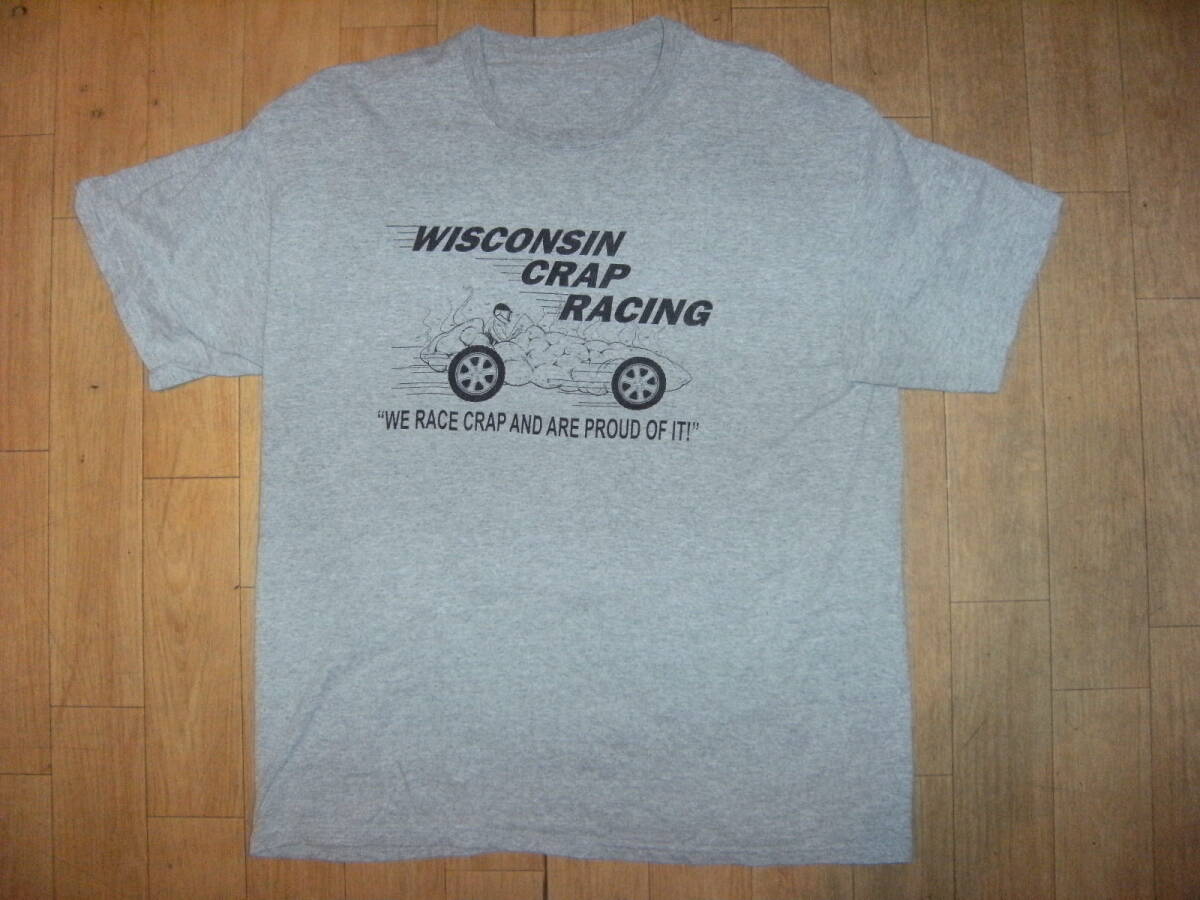 WISCONSIN
CRAP
RACING
“WE RACE CRAP AND ARE PROUD OF IT!”